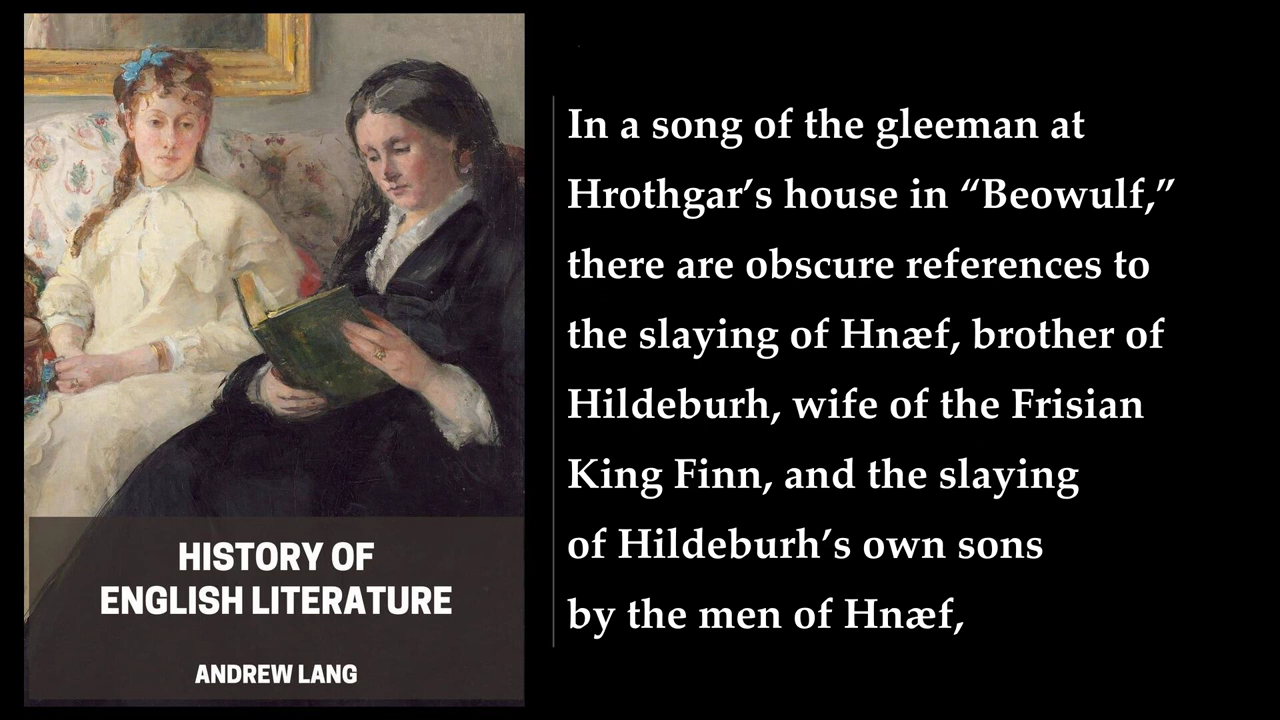 HISTORY OF
ENGLISH LITERATURE
ANDREW LANG
In a song of the gleeman at
Hrothgar’s house in “Beowulf,”
there are obscure references to
the slaying of Hnæf, brother of
Hildeburh, wife of the Frisian
King Finn, and the slaying
of Hildeburh’s own sons
by the men of Hnæf,